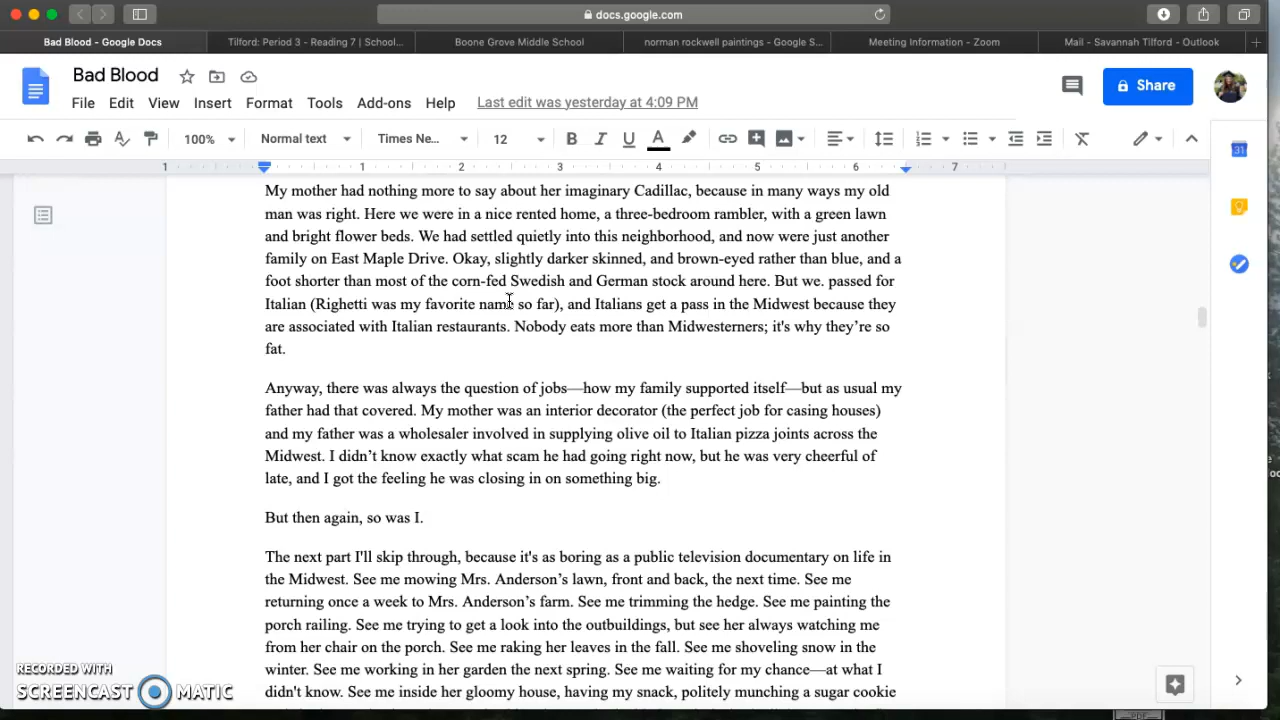 docs.google.com
Bad Blood - Google Docs
Tilford: Period 3 - Reading 7 | School...
Boone Grove Middle School
norman rockwell paintings - Google S...
Meeting Information - Zoom
Mail - Savannah Tilford - Outlook
Bad Blood
Share
File Edit View Insert Format Tools Add-ons Help Last edit was yesterday at 4:09 PM
100% Normal text Times Ne... 12
1 1 2 3 4 5 6 7
31
My mother had nothing more to say about her imaginary Cadillac, because in many ways my old
man was right. Here we were in a nice rented home, a three-bedroom rambler, with a green lawn
and bright flower beds. We had settled quietly into this neighborhood, and now were just another
family on East Maple Drive. Okay, slightly darker skinned, and brown-eyed rather than blue, and a
foot shorter than most of the corn-fed Swedish and German stock around here. But we. passed for
Italian (Righetti was my favorite name so far), and Italians get a pass in the Midwest because they
are associated with Italian restaurants. Nobody eats more than Midwesterners; it's why they’re so
fat.
Anyway, there was always the question of jobs—how my family supported itself—but as usual my
father had that covered. My mother was an interior decorator (the perfect job for casing houses)
and my father was a wholesaler involved in supplying olive oil to Italian pizza joints across the
Midwest. I didn’t know exactly what scam he had going right now, but he was very cheerful of
late, and I got the feeling he was closing in on something big.
But then again, so was I.
The next part I'll skip through, because it's as boring as a public television documentary on life in
the Midwest. See me mowing Mrs. Anderson’s lawn, front and back, the next time. See me
returning once a week to Mrs. Anderson’s farm. See me trimming the hedge. See me painting the
porch railing. See me trying to get a look into the outbuildings, but see her always watching me
from her chair on the porch. See me raking her leaves in the fall. See me shoveling snow in the
winter. See me working in her garden the next spring. See me waiting for my chance—at what I
didn't know. See me inside her gloomy house, having my snack, politely munching a sugar cookie
RECORDED WITH
SCREENCAST MATIC